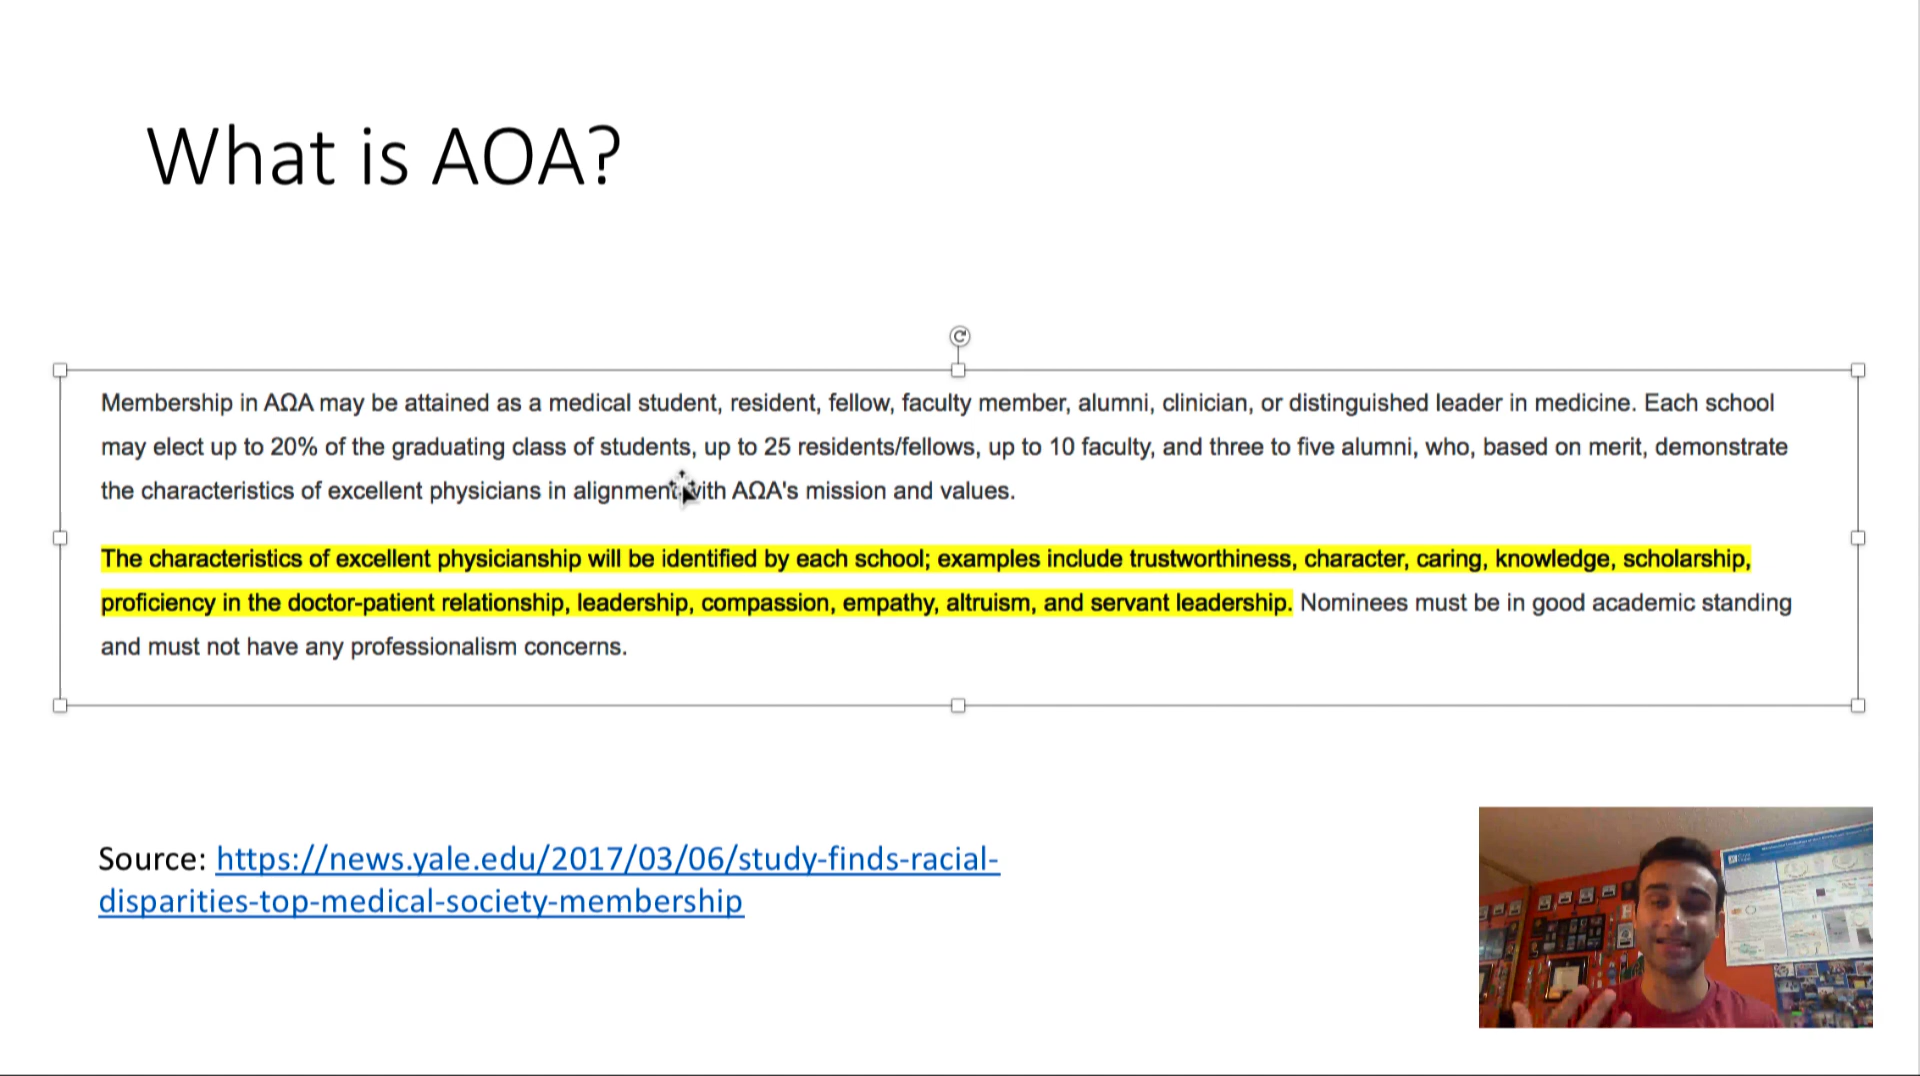 What is AOA?
Membership in AΩA may be attained as a medical student, resident, fellow, faculty member, alumni, clinician, or distinguished leader in medicine. Each school
may elect up to 20% of the graduating class of students, up to 25 residents/fellows, up to 10 faculty, and three to five alumni, who, based on merit, demonstrate
the characteristics of excellent physicians in alignment with AΩA's mission and values.
The characteristics of excellent physicianship will be identified by each school; examples include trustworthiness, character, caring, knowledge, scholarship,
proficiency in the doctor-patient relationship, leadership, compassion, empathy, altruism, and servant leadership. Nominees must be in good academic standing
and must not have any professionalism concerns.
Source: https://news.yale.edu/2017/03/06/study-finds-racial-
disparities-top-medical-society-membership